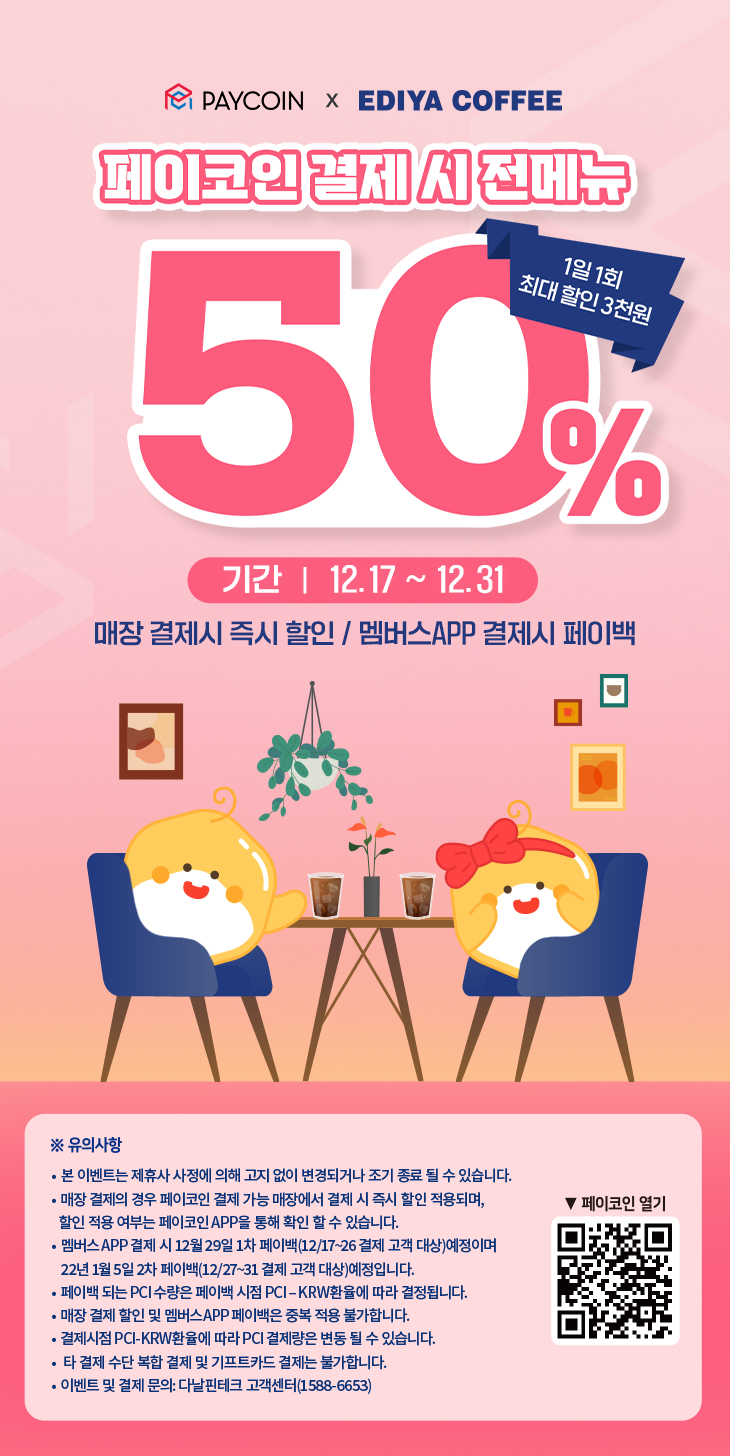 PAYCOIN X EDIYA COFFEE
페이코인 결제 시 전메뉴
50%
1일 1회
최대 할인 3천원
기간 | 12.17 ~ 12.31
매장 결제시 즉시 할인 / 멤버스APP 결제시 페이백
※ 유의사항
• 본 이벤트는 제휴사 사정에 의해 고지 없이 변경되거나 조기 종료 될 수 있습니다.
• 매장 결제의 경우 페이코인 결제 가능 매장에서 결제 시 즉시 할인 적용되며,
할인 적용 여부는 페이코인 APP을 통해 확인 할 수 있습니다.
• 멤버스 APP 결제 시 12월 29일 1차 페이백(12/17~26 결제 고객 대상)예정이며
22년 1월 5일 2차 페이백(12/27~31 결제 고객 대상)예정입니다.
• 페이백 되는 PCI 수량은 페이백 시점 PCI – KRW환율에 따라 결정됩니다.
• 매장 결제 할인 및 멤버스APP 페이백은 중복 적용 불가합니다.
• 결제시점 PCI-KRW환율에 따라 PCI 결제량은 변동 될 수 있습니다.
• 타 결제 수단 복합 결제 및 기프트카드 결제는 불가합니다.
• 이벤트 및 결제 문의: 다날핀테크 고객센터(1588-6653)
▼ 페이코인 열기